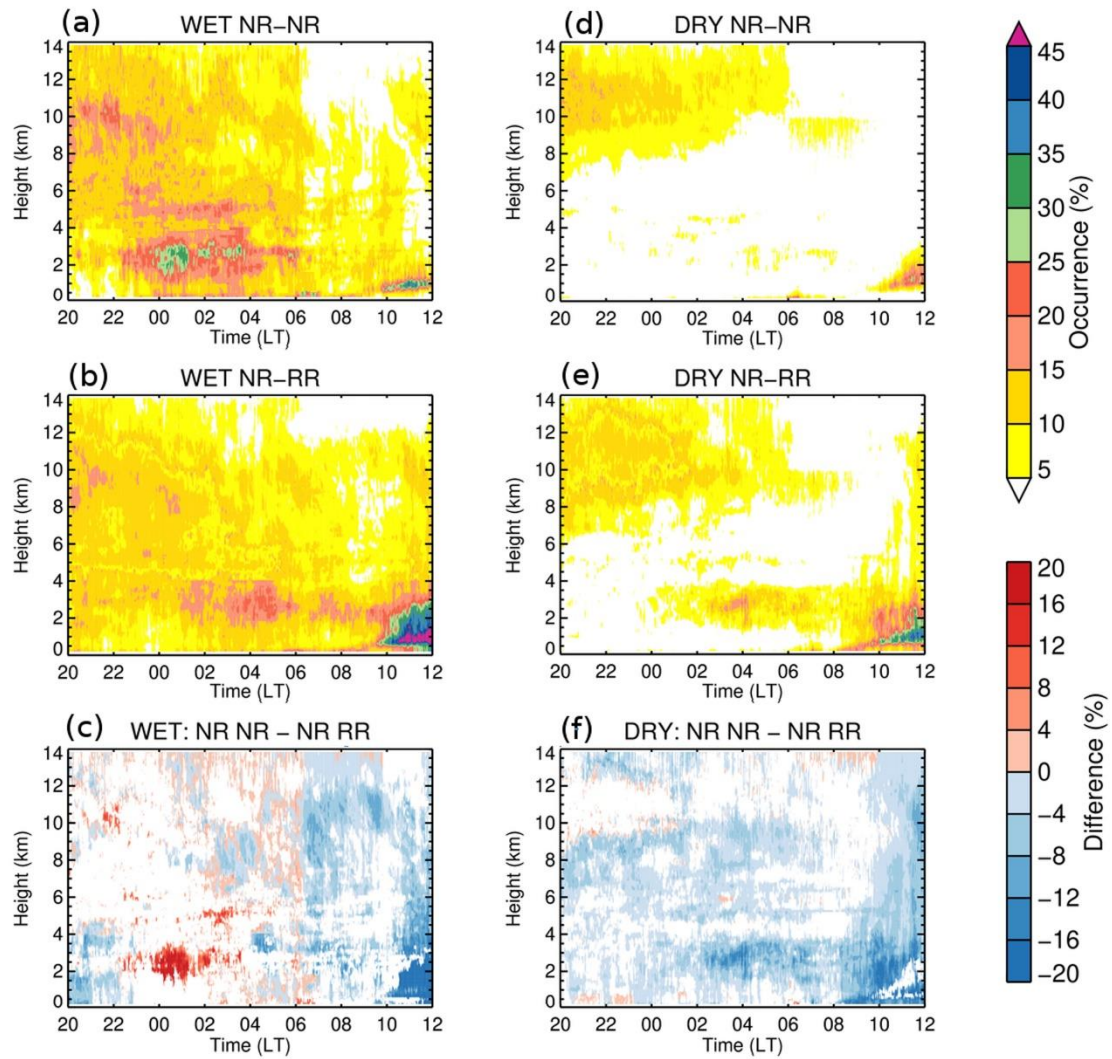 (a) WET NR–NR
14
12
10
8
6
4
2
0
Height (km)
20 22 00 02 04 06 08 10 12
Time (LT)
(d) DRY NR–NR
14
12
10
8
6
4
2
0
Height (km)
20 22 00 02 04 06 08 10 12
Time (LT)
45
40
35
30
25
20
15
10
5
Occurrence (%)
(b) WET NR–RR
14
12
10
8
6
4
2
0
Height (km)
20 22 00 02 04 06 08 10 12
Time (LT)
(e) DRY NR–RR
14
12
10
8
6
4
2
0
Height (km)
20 22 00 02 04 06 08 10 12
Time (LT)
20
16
12
8
4
0
−4
−8
−12
−16
−20
Difference (%)
(c) WET: NR NR – NR RR
14
12
10
8
6
4
2
0
Height (km)
20 22 00 02 04 06 08 10 12
Time (LT)
(f) DRY: NR NR – NR RR
14
12
10
8
6
4
2
0
Height (km)
20 22 00 02 04 06 08 10 12
Time (LT)